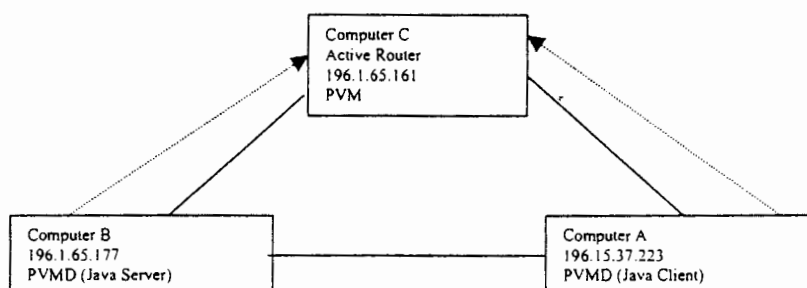 Computer C
Active Router
196.1.65.161
PVM
Computer B
196.1.65.177
PVMD (Java Server)
Computer A
196.15.37.223
PVMD (Java Client)